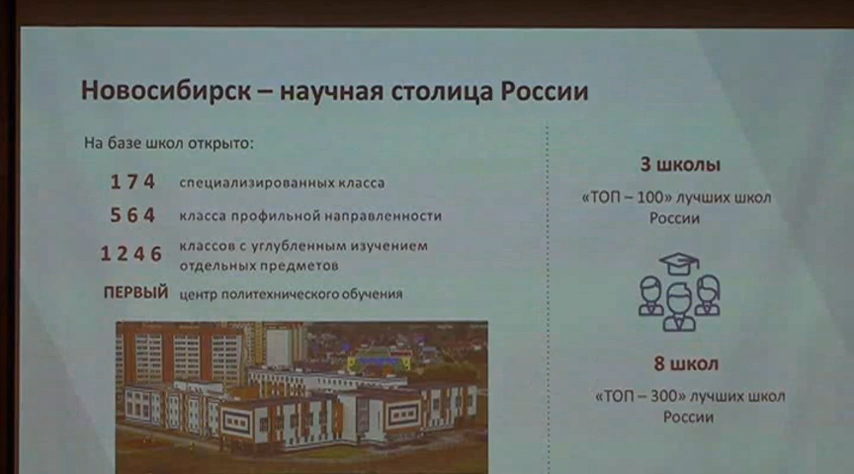 Новосибирск – научная столица России
На базе школ открыто:
174 специализированных класса
564 класса профильной направленности
1246 классов с углубленным изучением
отдельных предметов
ПЕРВЫЙ центр политехнического обучения
3 школы
«ТОП – 100» лучших школ
России
8 школ
«ТОП – 300» лучших школ
России